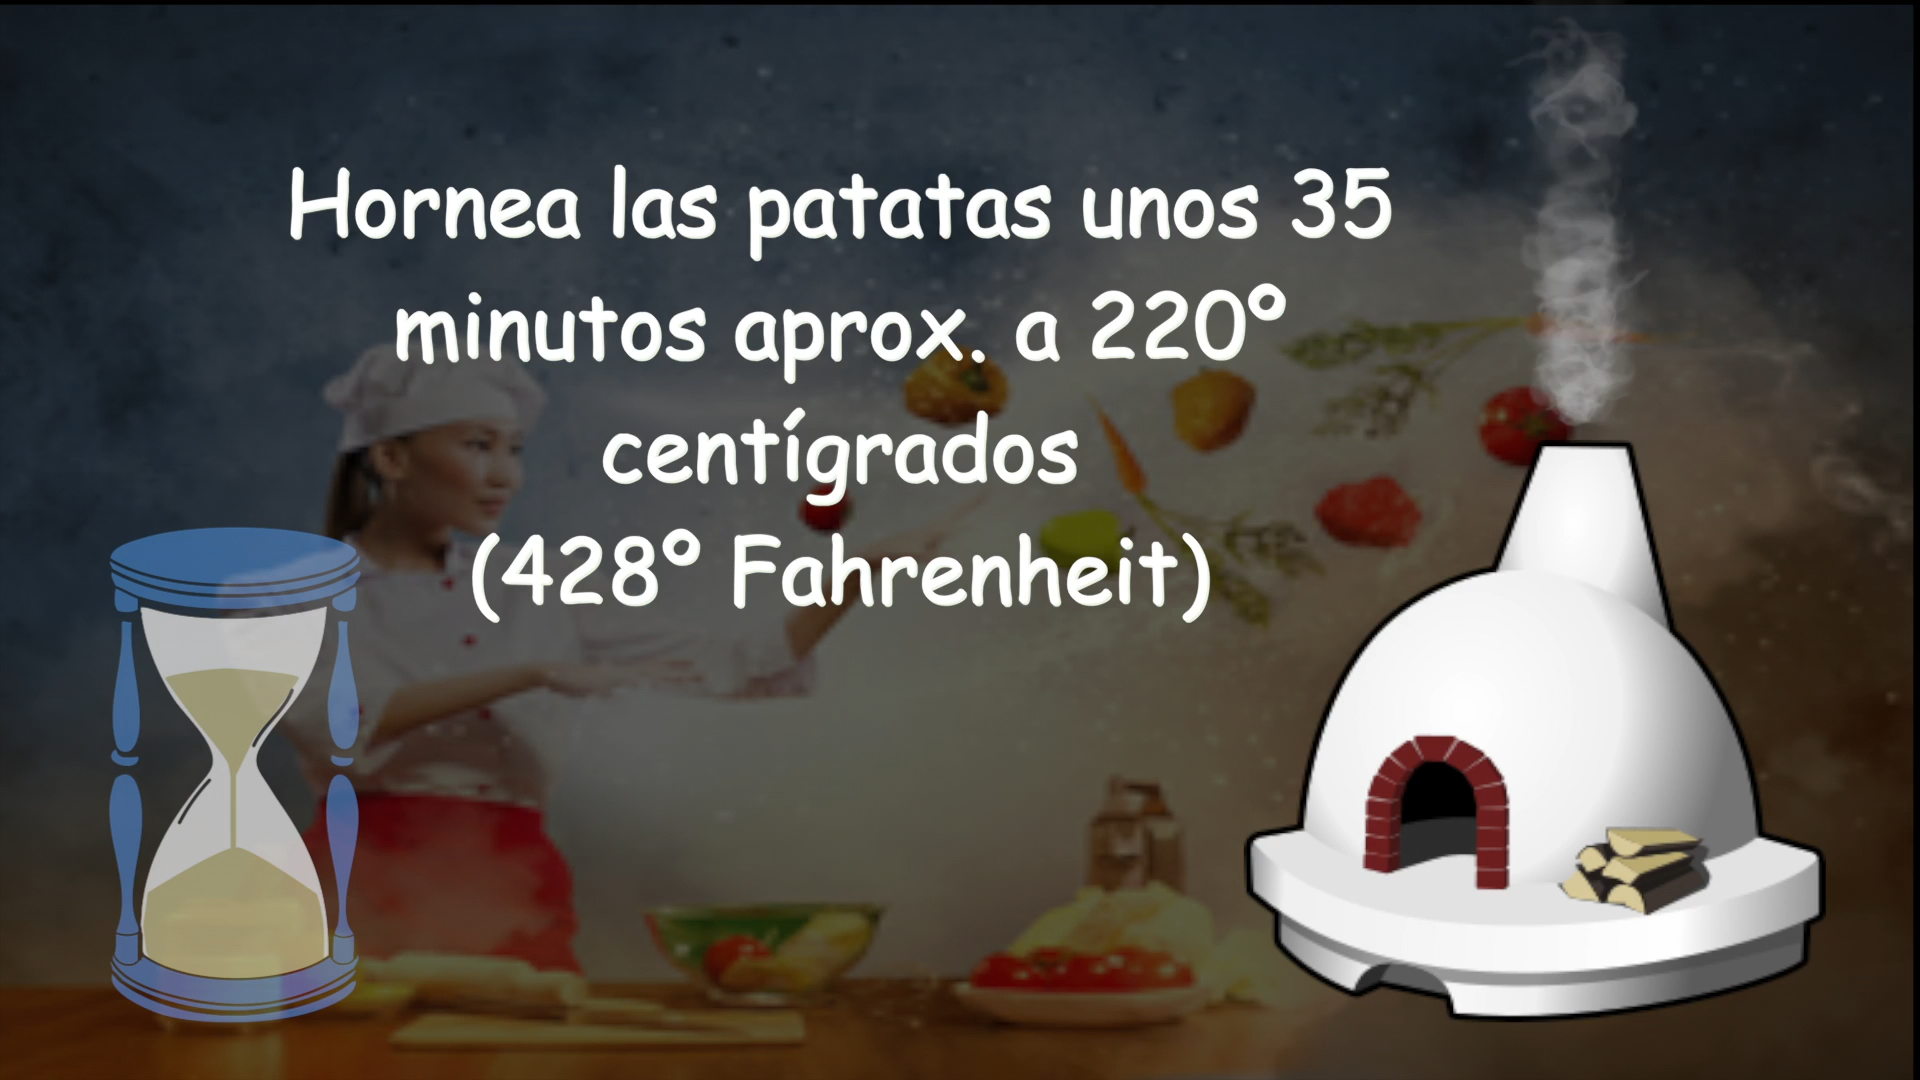 Hornea las patatas unos 35
minutos aprox. a 220º
centígrados
(428º Fahrenheit)